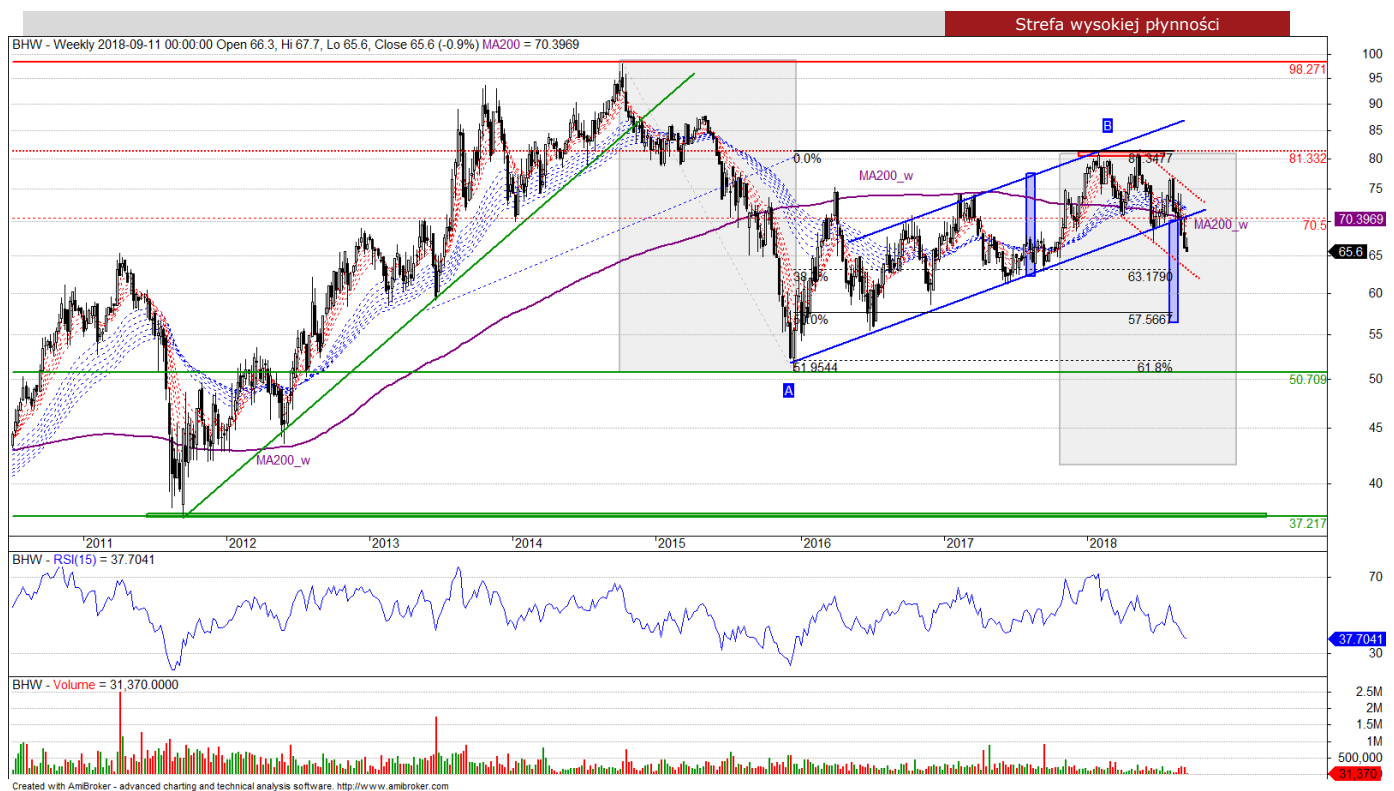 Strefa wysokiej płynności
BHW - Weekly 2018-09-11 00:00:00 Open 66.3, Hi 67.7, Lo 65.6, Close 65.6 (-0.9%) MA200 = 70.3969
100
98.271
95
90
85
B
0.0%
81.3477
81.332
80
MA200_w
75
70.3969
70.5
MA200_w
65.6
65
63.1790
60
57.5667
55
51.9544
61.8%
50.709
50
A
45
MA200_w
40
37.217
2011 2012 2013 2014 2015 2016 2017 2018
BHW - RSI(15) = 37.7041
70
37.7041
30
BHW - Volume = 31,370.0000
2.5M
2M
1.5M
1M
500,000
31,370
Created with AmiBroker - advanced charting and technical analysis software. http://www.amibroker.com